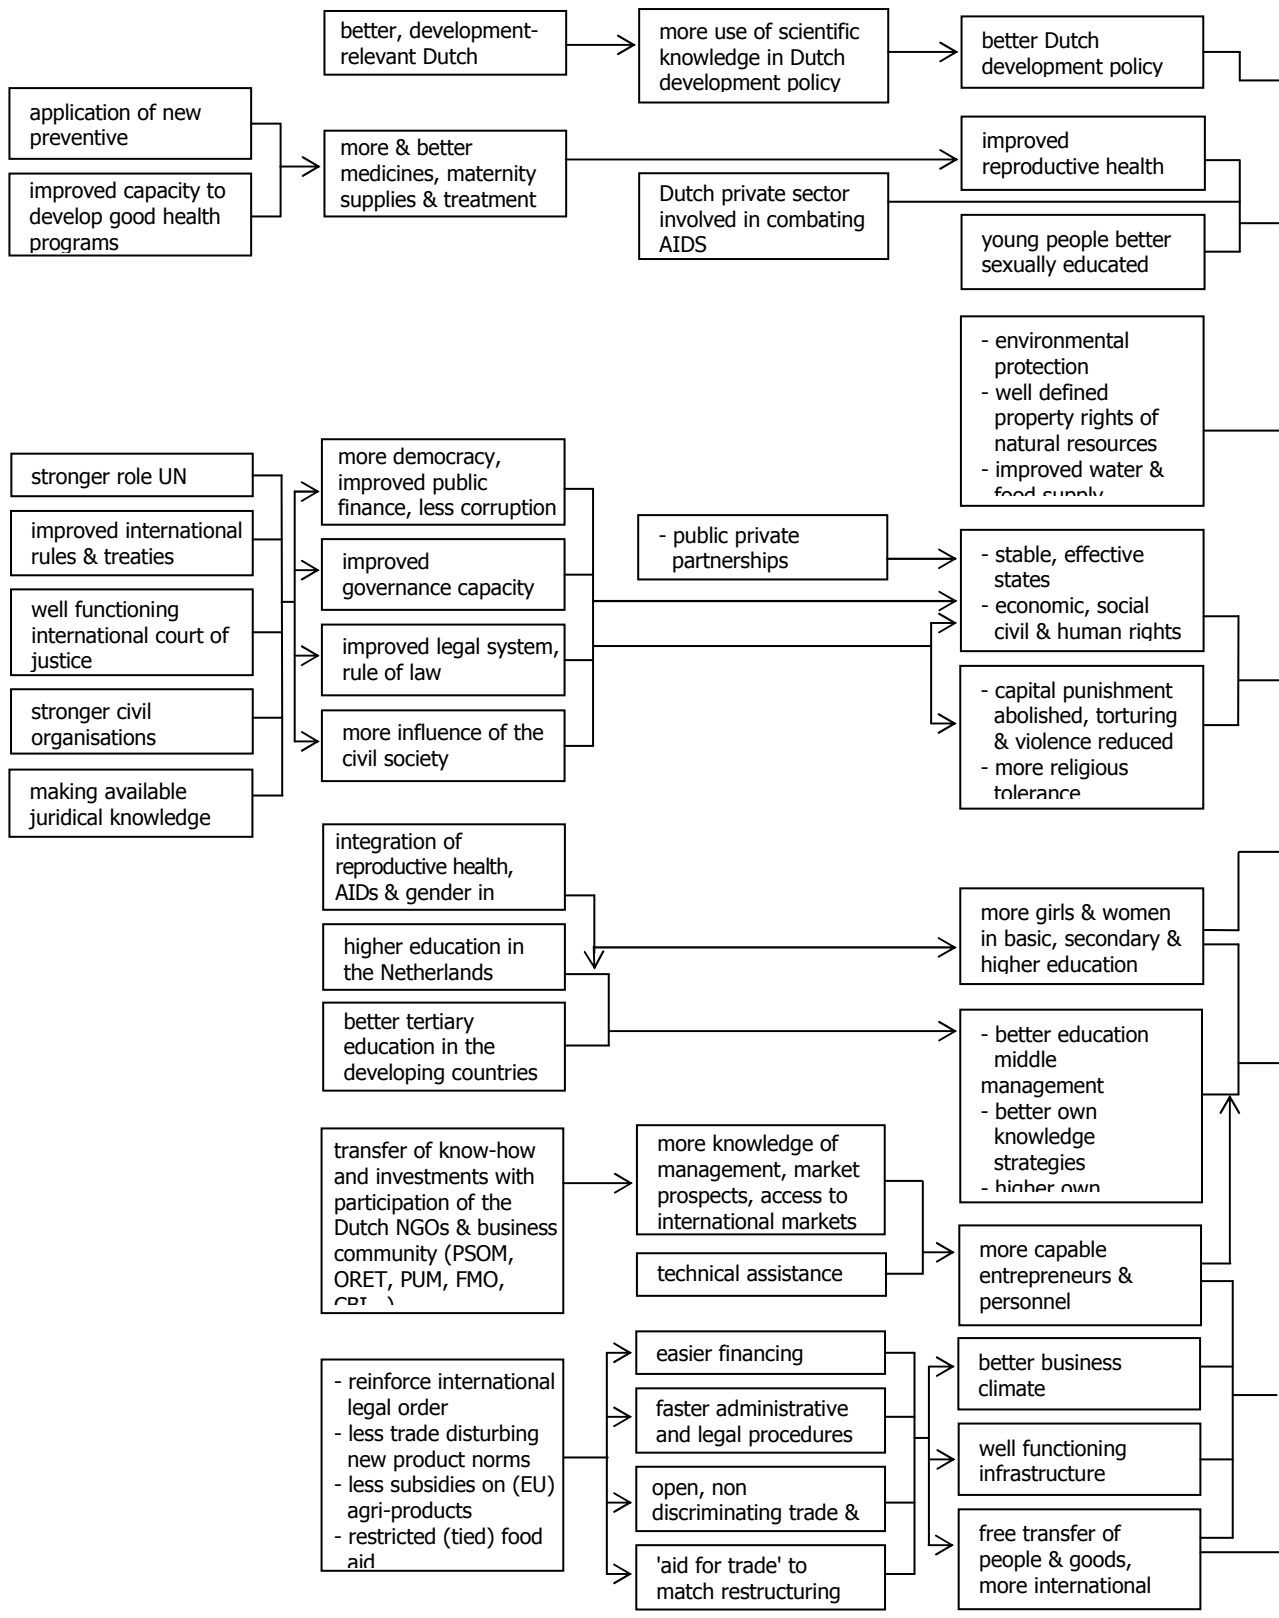 better, development-
relevant Dutch
more use of scientific
knowledge in Dutch
development policy
better Dutch
development policy
application of new
preventive
improved capacity to
develop good health
programs
more & better
medicines, maternity
supplies & treatment
Dutch private sector
involved in combating
AIDS
improved
reproductive health
young people better
sexually educated
- environmental
protection
- well defined
property rights of
natural resources
- improved water &
food supply
stronger role UN
improved international
rules & treaties
well functioning
international court of
justice
stronger civil
organisations
making available
juridical knowledge
more democracy,
improved public
finance, less corruption
improved
governance capacity
improved legal system,
rule of law
more influence of the
civil society
- public private
partnerships
- stable, effective
states
- economic, social
civil & human rights
- capital punishment
abolished, torturing
& violence reduced
- more religious
tolerance
integration of
reproductive health,
AIDs & gender in
higher education in
the Netherlands
better tertiary
education in the
developing countries
more girls & women
in basic, secondary &
higher education
- better education
middle
management
- better own
knowledge
strategies
- higher own
transfer of know-how
and investments with
participation of the
Dutch NGOs & business
community (PSOM,
ORET, PUM, FMO,
CBI...)
more knowledge of
management, market
prospects, access to
international markets
technical assistance
more capable
entrepreneurs &
personnel
- reinforce international
legal order
- less trade disturbing
new product norms
- less subsidies on (EU)
agri-products
- restricted (tied) food
aid
easier financing
faster administrative
and legal procedures
open, non
discriminating trade &
'aid for trade' to
match restructuring
better business
climate
well functioning
infrastructure
free transfer of
people & goods,
more international